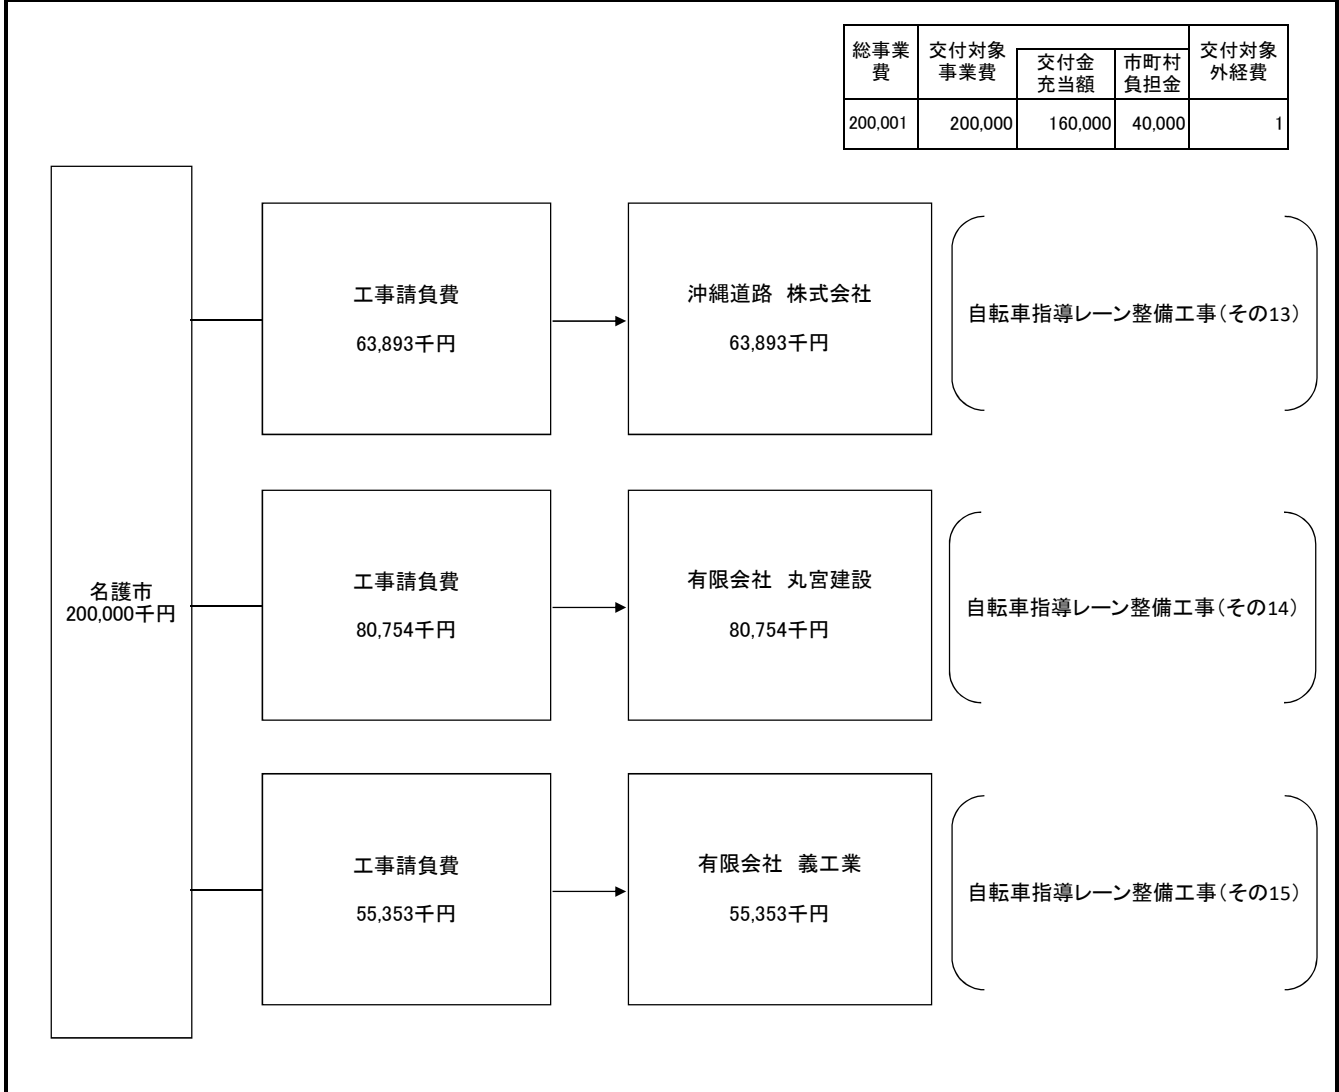 総事業
費
交付対象
事業費
交付金
充当額
市町村
負担金
交付対象
外経費
200,001
200,000
160,000
40,000
1
名護市
200,000千円
工事請負費
63,893千円
沖縄道路　株式会社
63,893千円
自転車指導レーン整備工事（その13）
工事請負費
80,754千円
有限会社　丸宮建設
80,754千円
自転車指導レーン整備工事（その14）
工事請負費
55,353千円
有限会社　義工業
55,353千円
自転車指導レーン整備工事（その15）